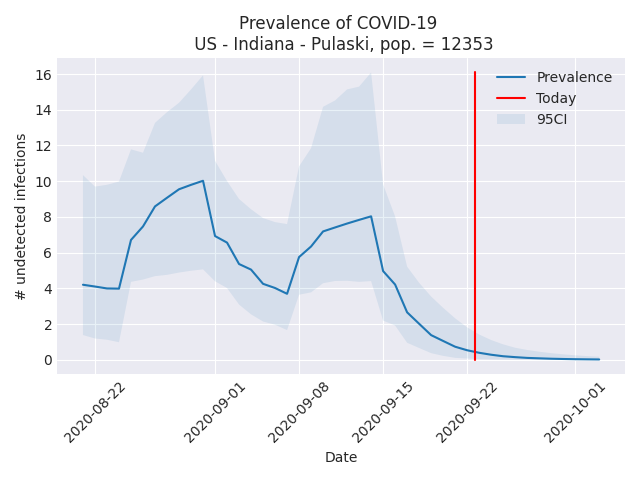 Prevalence of COVID-19
US - Indiana - Pulaski, pop. = 12353
16
14
12
10
8
6
4
2
0
# undetected infections
Prevalence
Today
95CI
2020-08-22
2020-09-01
2020-09-08
2020-09-15
2020-09-22
2020-10-01
Date